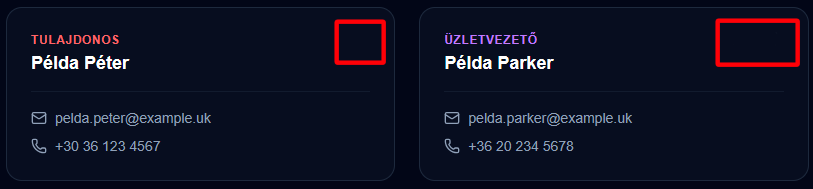 TULAJDONOS
Példa Péter
pelda.peter@example.uk
+30 36 123 4567
ÜZLETVEZETŐ
Példa Parker
pelda.parker@example.uk
+36 20 234 5678